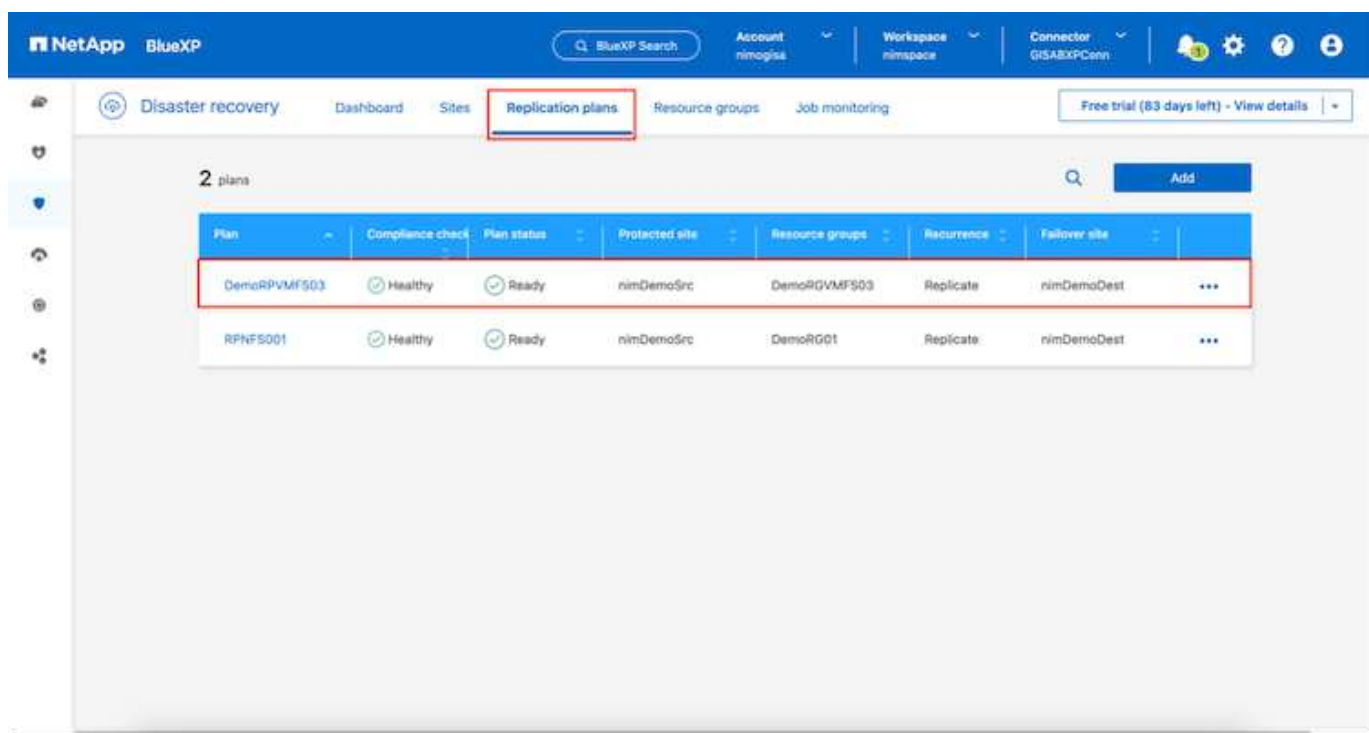 NetApp BlueXP BlueXP Search Account Workspace Connector
nimogisa nimspace GISABXPConn
Disaster recovery Dashboard Sites Replication plans Resource groups Job monitoring Free trial (83 days left) - View details
2 plans Add
Plan Compliance check Plan status Protected site Resource groups Recurrence Failover site
DemoRPVMFS03 Healthy Ready nimDemoSrc DemoRGVMFS03 Replicate nimDemoDest
RPNFS001 Healthy Ready nimDemoSrc DemoRG01 Replicate nimDemoDest